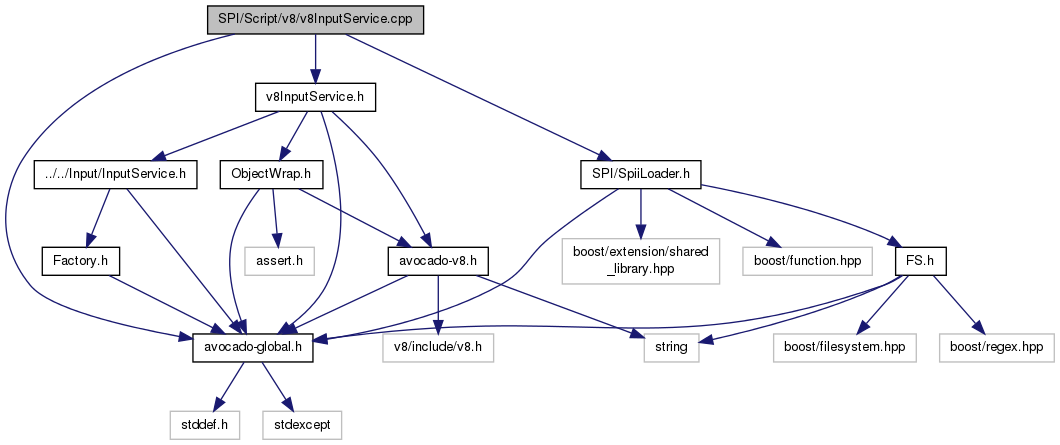 SPI/Script/v8/v8InputService.cpp
v8InputService.h
../../Input/InputService.h
ObjectWrap.h
SPI/SpiiLoader.h
Factory.h
assert.h
avocado-v8.h
boost/extension/shared
_library.hpp
boost/function.hpp
FS.h
avocado-global.h
v8/include/v8.h
string
boost/filesystem.hpp
boost/regex.hpp
stddef.h
stdexcept